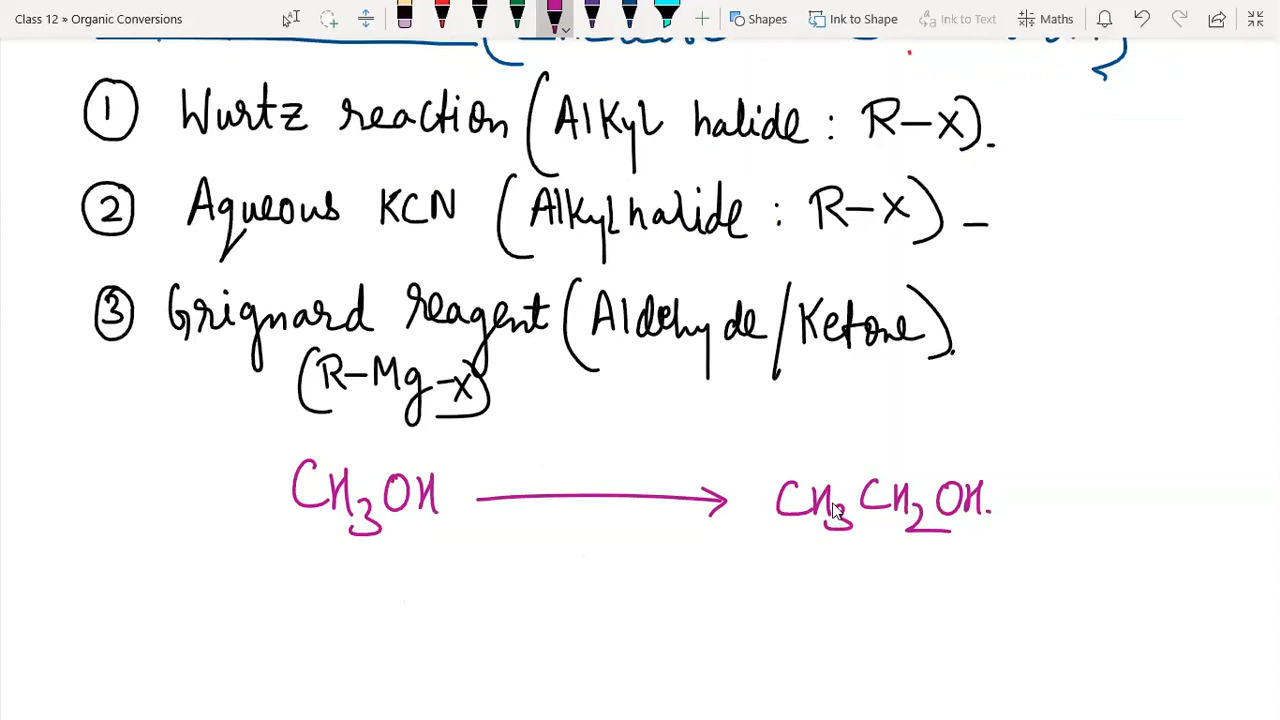 Class 12 » Organic Conversions
Shapes Ink to Shape Ink to Text Maths
① Wurtz reaction (Alkyl halide : R–X).
② Aqueous KCN (Alkyl halide : R–X) –
③ Grignard reagent (Aldehyde/Ketone).
(R–Mg–X)
CH3OH ⟶ CH3CH2OH.